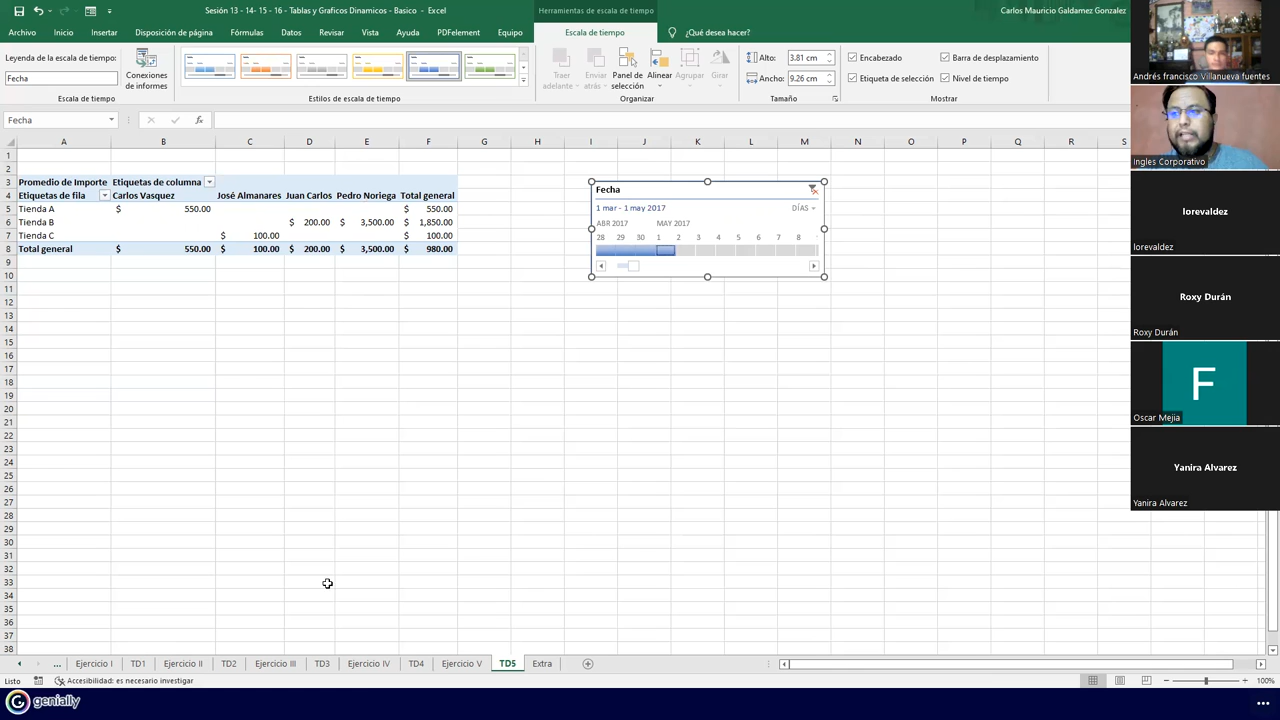 Sesión 13 - 14- 15 - 16 - Tablas y Graficos Dinamicos - Basico - Excel
Herramientas de escala de tiempo
Carlos Mauricio Galdamez Gonzalez
Archivo Inicio Insertar Disposición de página Fórmulas Datos Revisar Vista Ayuda PDFelement Equipo Escala de tiempo ¿Qué desea hacer?
Leyenda de la escala de tiempo:
Fecha
Escala de tiempo
Conexiones de informes
Estilos de escala de tiempo
Traer adelante
Enviar atrás
Panel de selección
Alinear
Agrupar
Girar
Organizar
Alto: 3.81 cm
Ancho: 9.26 cm
Tamaño
Encabezado
Barra de desplazamiento
Etiqueta de selección
Nivel de tiempo
Mostrar
Fecha
fx
A B C D E F G H I J K L M N O P Q R S
1
2
3 Promedio de Importe Etiquetas de columna
4 Etiquetas de fila Carlos Vasquez José Almanares Juan Carlos Pedro Noriega Total general
5 Tienda A $ 550.00 $ 550.00
6 Tienda B $ 200.00 $ 3,500.00 $ 1,850.00
7 Tienda C $ 100.00 $ 100.00
8 Total general $ 550.00 $ 100.00 $ 200.00 $ 3,500.00 $ 980.00
9
10
11
12
13
14
15
16
17
18
19
20
21
22
23
24
25
26
27
28
29
30
31
32
33
34
35
36
37
38
Fecha
1 mar - 1 may 2017 DÍAS
ABR 2017 MAY 2017
28 29 30 1 2 3 4 5 6 7 8
Andrés francisco Villanueva fuentes
Ingles Corporativo
lorevaldez
lorevaldez
Roxy Durán
Roxy Durán
F
Oscar Mejia
Yanira Alvarez
Yanira Alvarez
... Ejercicio I TD1 Ejercicio II TD2 Ejercicio III TD3 Ejercicio IV TD4 Ejercicio V TD5 Extra
Listo Accesibilidad: es necesario investigar
100%
genially